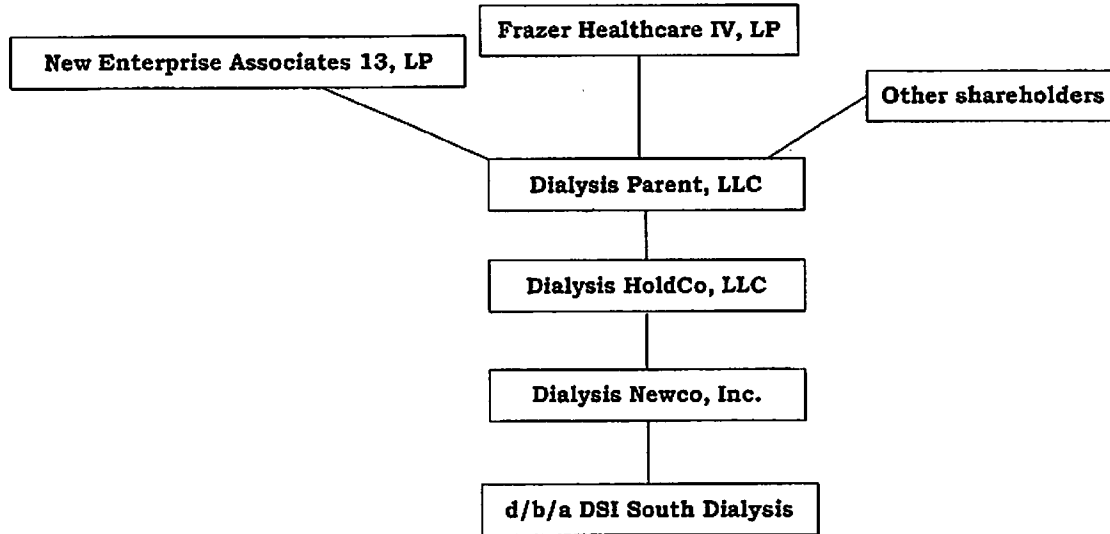 Frazer Healthcare IV, LP
New Enterprise Associates 13, LP
Other shareholders
Dialysis Parent, LLC
Dialysis HoldCo, LLC
Dialysis Newco, Inc.
d/b/a DSI South Dialysis